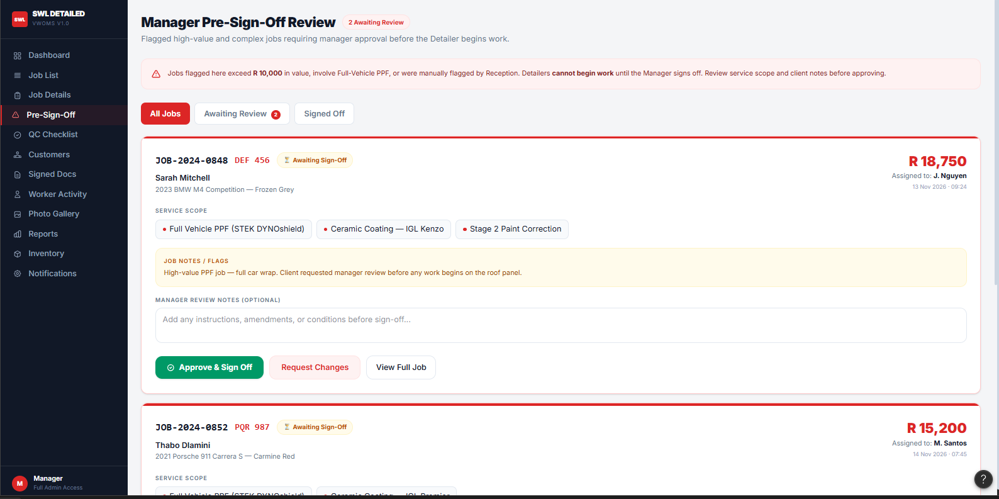 SWL
SWL DETAILED
VWOMS V1.0
Dashboard
Job List
Job Details
Pre-Sign-Off
QC Checklist
Customers
Signed Docs
Worker Activity
Photo Gallery
Reports
Inventory
Notifications
M
Manager
Full Admin Access
Manager Pre-Sign-Off Review
2 Awaiting Review
Flagged high-value and complex jobs requiring manager approval before the Detailer begins work.
Jobs flagged here exceed R 10,000 in value, involve Full-Vehicle PPF, or were manually flagged by Reception. Detailers cannot begin work until the Manager signs off. Review service scope and client notes before approving.
All Jobs
Awaiting Review 2
Signed Off
JOB-2024-0848 DEF 456 Awaiting Sign-Off
R 18,750
Sarah Mitchell
Assigned to: J. Nguyen
2023 BMW M4 Competition — Frozen Grey
13 Nov 2026 · 09:24
SERVICE SCOPE
• Full Vehicle PPF (STEK DYNOshield)
• Ceramic Coating — IGL Kenzo
• Stage 2 Paint Correction
JOB NOTES / FLAGS
High-value PPF job — full car wrap. Client requested manager review before any work begins on the roof panel.
MANAGER REVIEW NOTES (OPTIONAL)
Add any instructions, amendments, or conditions before sign-off...
Approve & Sign Off
Request Changes
View Full Job
JOB-2024-0852 PQR 987 Awaiting Sign-Off
R 15,200
Thabo Dlamini
Assigned to: M. Santos
2021 Porsche 911 Carrera S — Carmine Red
14 Nov 2026 · 07:45
SERVICE SCOPE
• Full Vehicle PPF (STEK DYNOshield)
• Ceramic Coating — IGL Premier
?